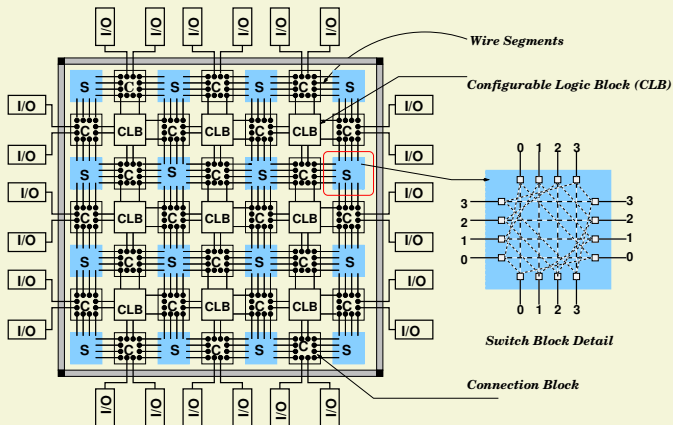 I/O I/O I/O I/O I/O I/O
Wire Segments
S C S C S C S
Configurable Logic Block (CLB)
I/O I/O
C CLB C CLB C CLB C
I/O I/O
0 1 2 3
S C S C S C S
I/O I/O
3 3
2 2
C CLB C CLB C CLB C
1 1
I/O I/O
0 0
S C S C S C S
I/O I/O
0 1 2 3
C CLB C CLB C CLB C
I/O I/O
Switch Block Detail
S C S C S C S
Connection Block
I/O I/O I/O I/O I/O I/O